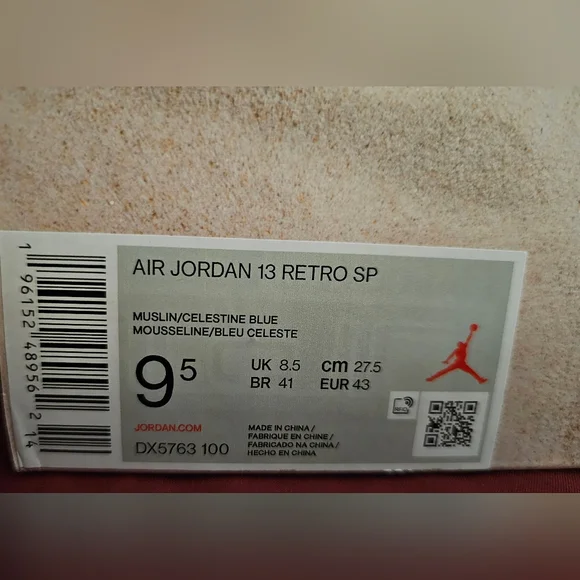 AIR JORDAN 13 RETRO SP
MUSLIN/CELESTINE BLUE
MOUSSELINE/BLEU CELESTE
9⁵
UK 8.5 cm 27.5
BR 41 EUR 43
JORDAN.COM
DX5763 100
MADE IN CHINA /
FABRIQUE EN CHINE /
FABRICADO NA CHINA /
HECHO EN CHINA
1 96152 48956 2 14